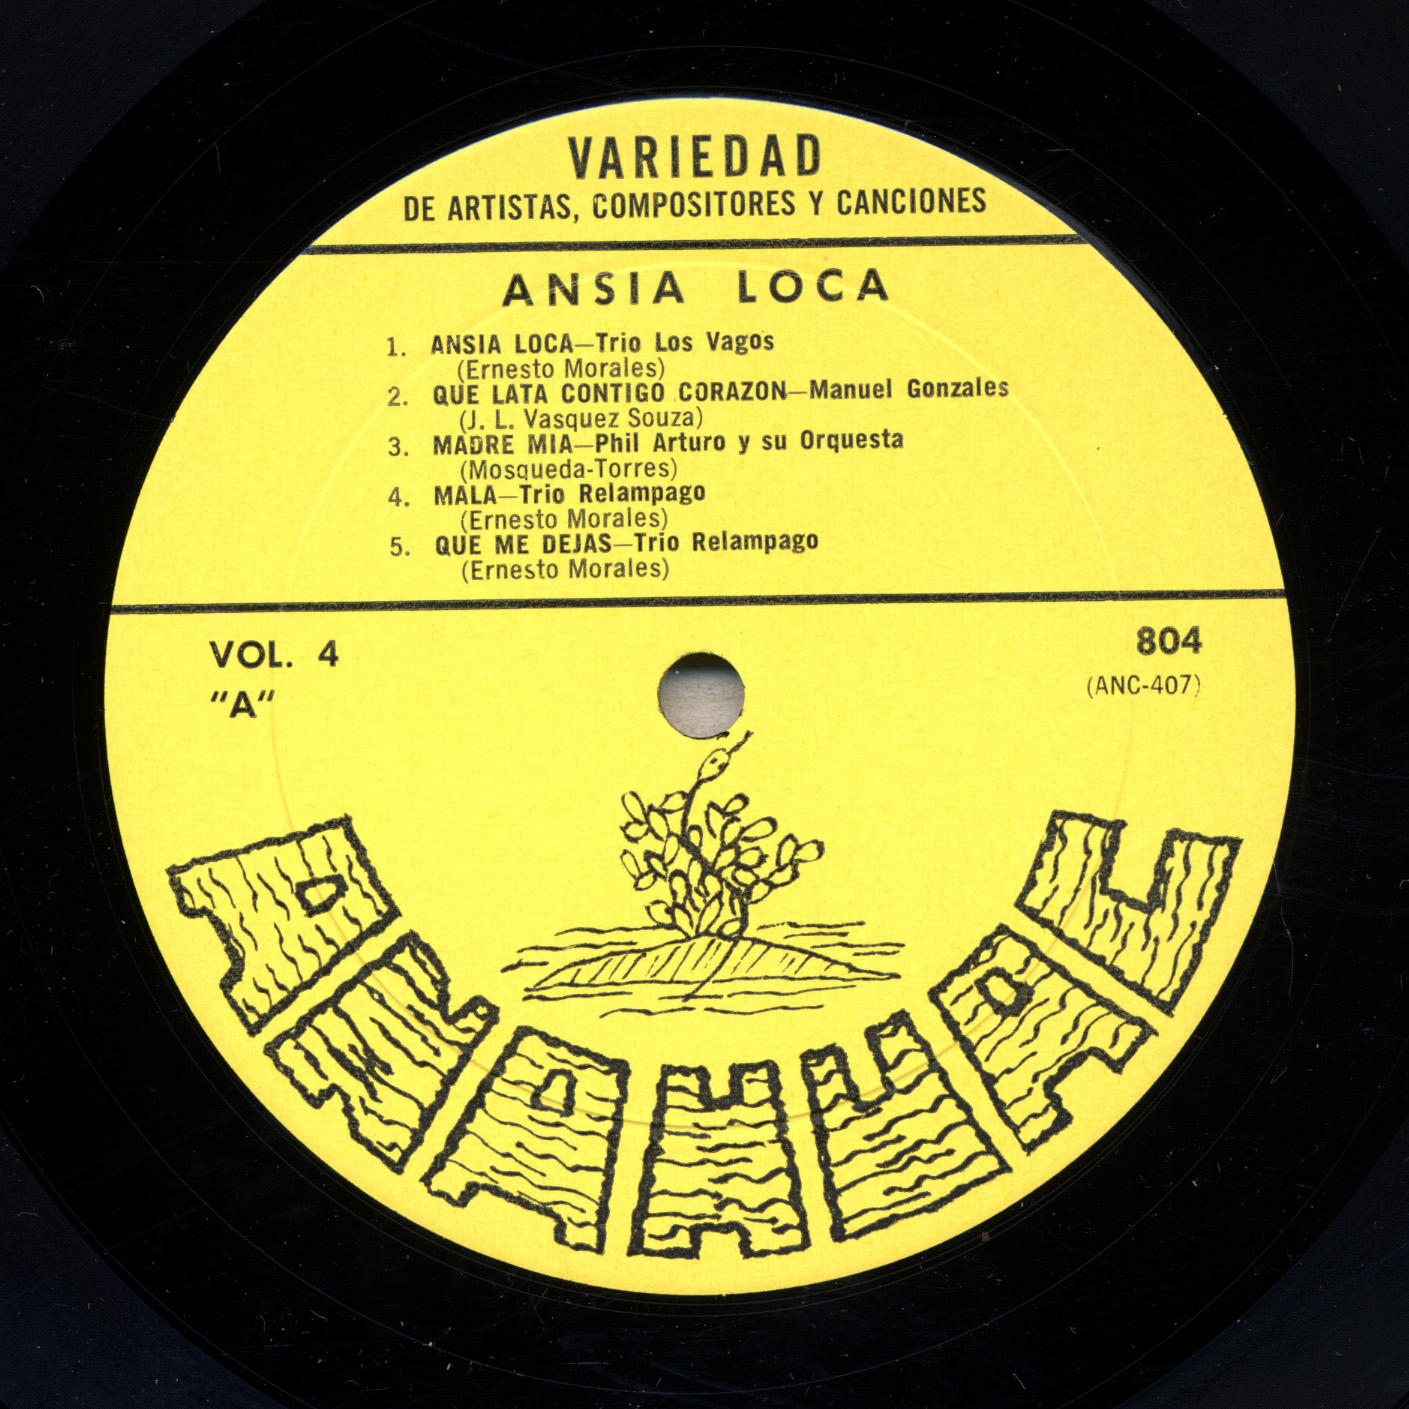 VARIEDAD
DE ARTISTAS, COMPOSITORES Y CANCIONES
ANSIA LOCA
1. ANSIA LOCA—Trio Los Vagos
(Ernesto Morales)
2. QUE LATA CONTIGO CORAZON—Manuel Gonzales
(J. L. Vasquez Souza)
3. MADRE MIA—Phil Arturo y su Orquesta
(Mosqueda-Torres)
4. MALA—Trio Relampago
(Ernesto Morales)
5. QUE ME DEJAS—Trio Relampago
(Ernesto Morales)
VOL. 4
"A"
804
(ANC-407)
ANAHUAC